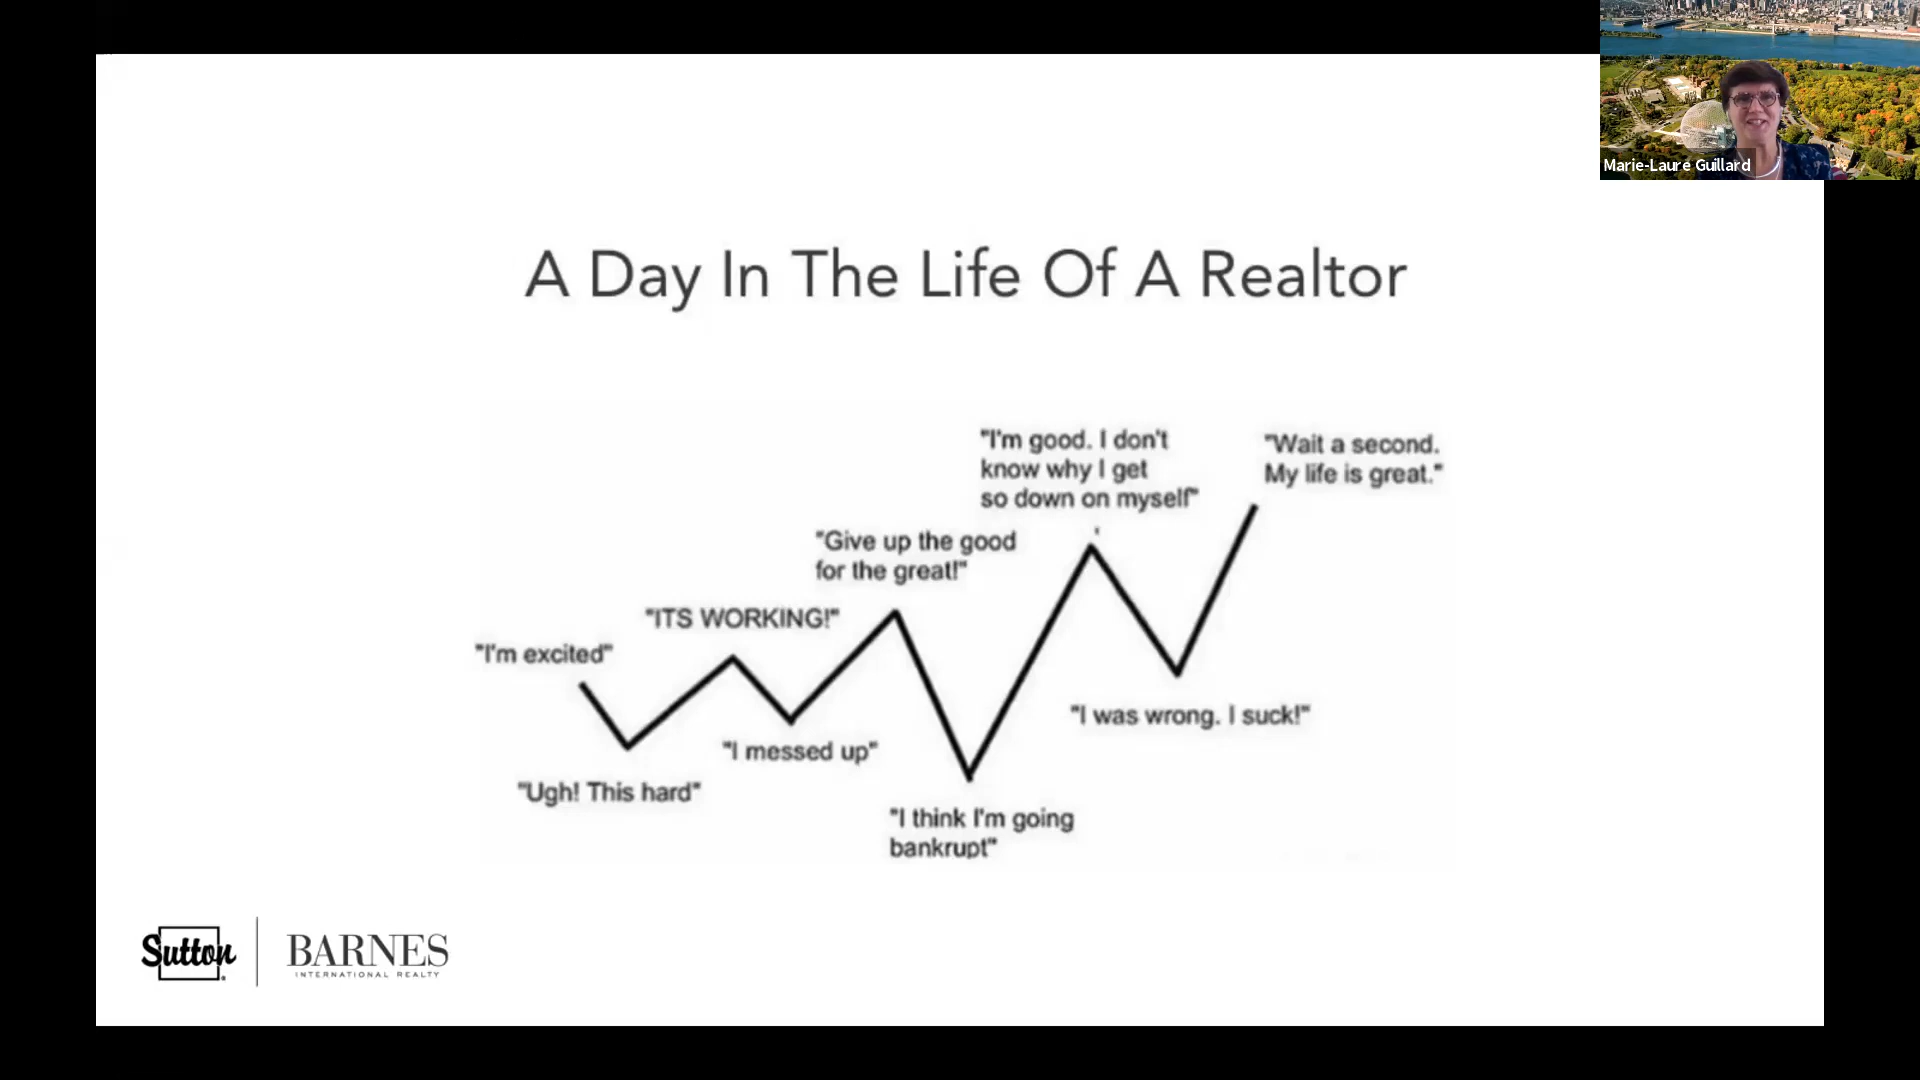 Marie-Laure Guillard
A Day In The Life Of A Realtor
"I'm excited"
"Ugh! This hard"
"ITS WORKING!"
"I messed up"
"Give up the good
for the great!"
"I think I'm going
bankrupt"
"I'm good. I don't
know why I get
so down on myself"
"I was wrong. I suck!"
"Wait a second.
My life is great."
Sutton
BARNES
INTERNATIONAL REALTY